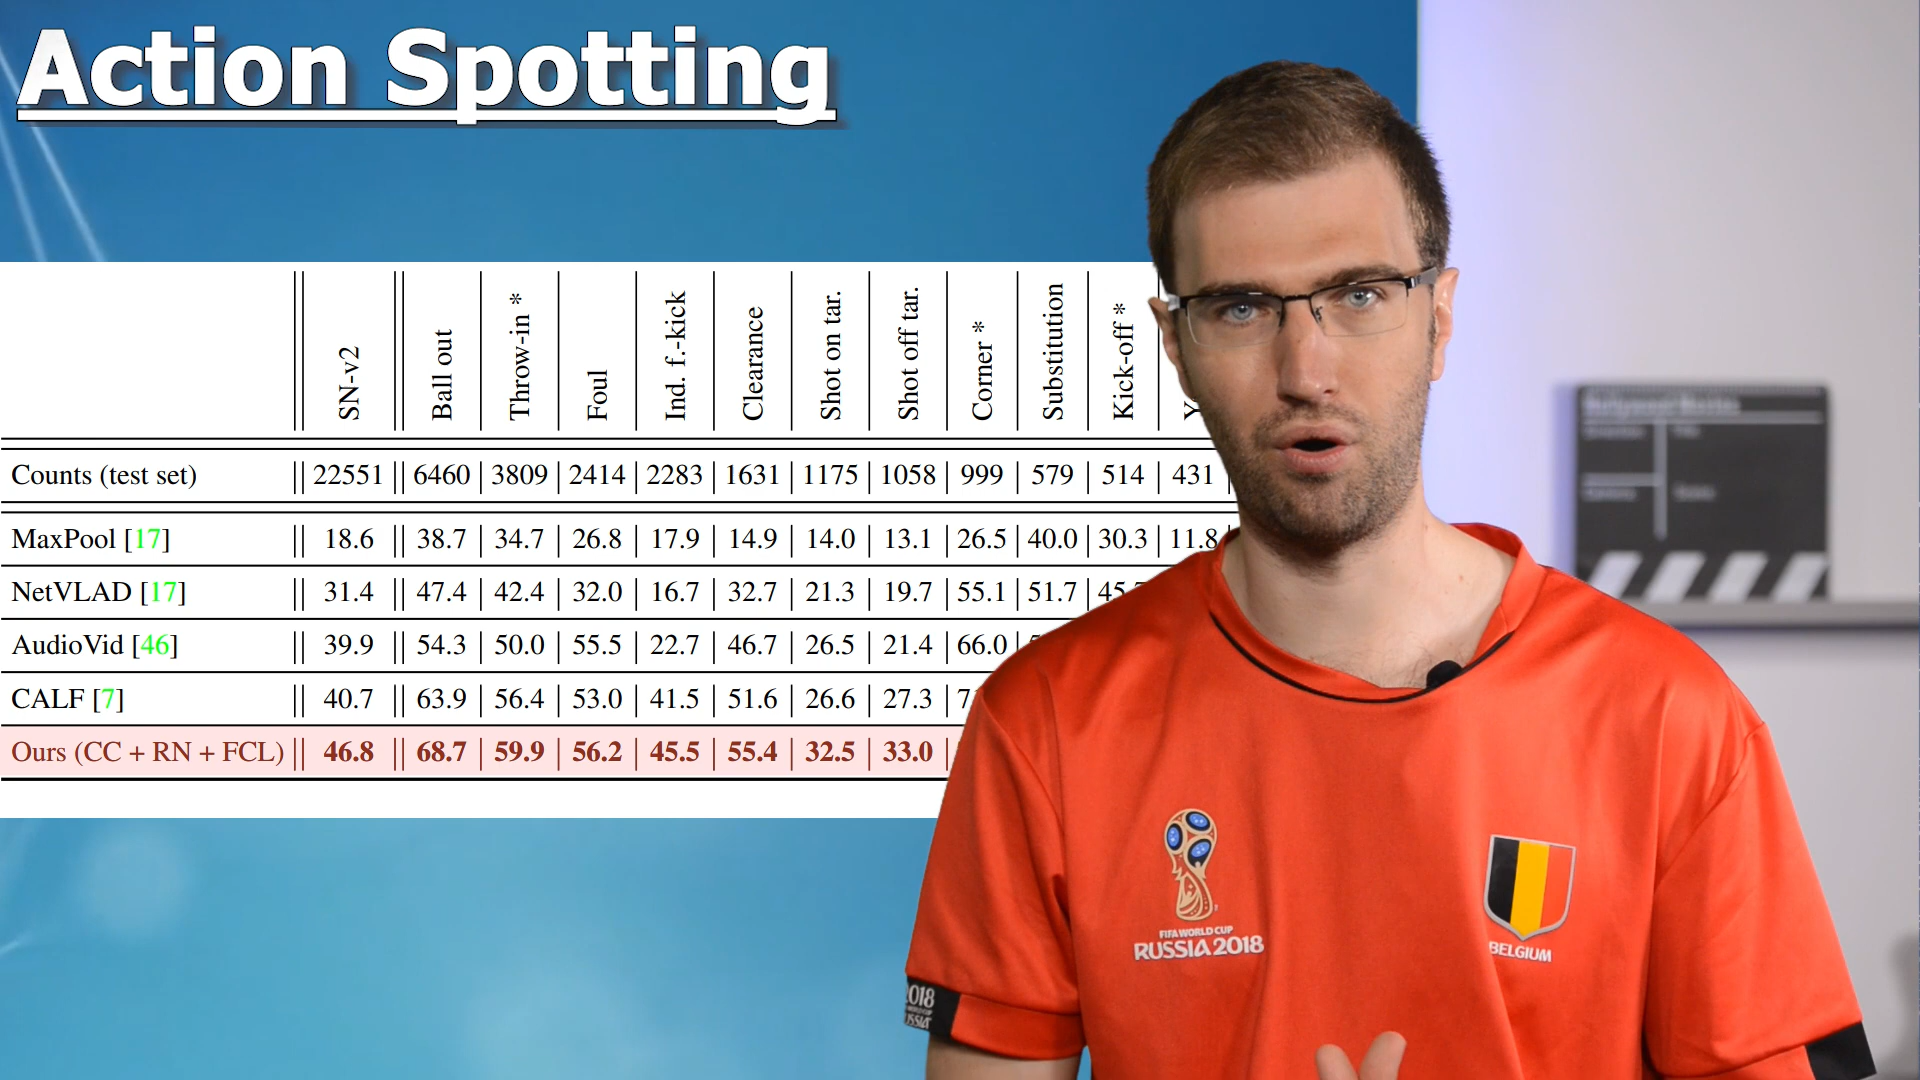 Action Spotting
SN-v2 Ball out Throw-in * Foul Ind. f.-kick Clearance Shot on tar. Shot off tar. Corner * Substitution Kick-off *
Counts (test set) 22551 6460 3809 2414 2283 1631 1175 1058 999 579 514 431
MaxPool [17] 18.6 38.7 34.7 26.8 17.9 14.9 14.0 13.1 26.5 40.0 30.3 11.8
NetVLAD [17] 31.4 47.4 42.4 32.0 16.7 32.7 21.3 19.7 55.1 51.7
AudioVid [46] 39.9 54.3 50.0 55.5 22.7 46.7 26.5 21.4 66.0
CALF [7] 40.7 63.9 56.4 53.0 41.5 51.6 26.6 27.3
Ours (CC + RN + FCL) 46.8 68.7 59.9 56.2 45.5 55.4 32.5 33.0
FIFA WORLD CUP
RUSSIA 2018
BELGIUM